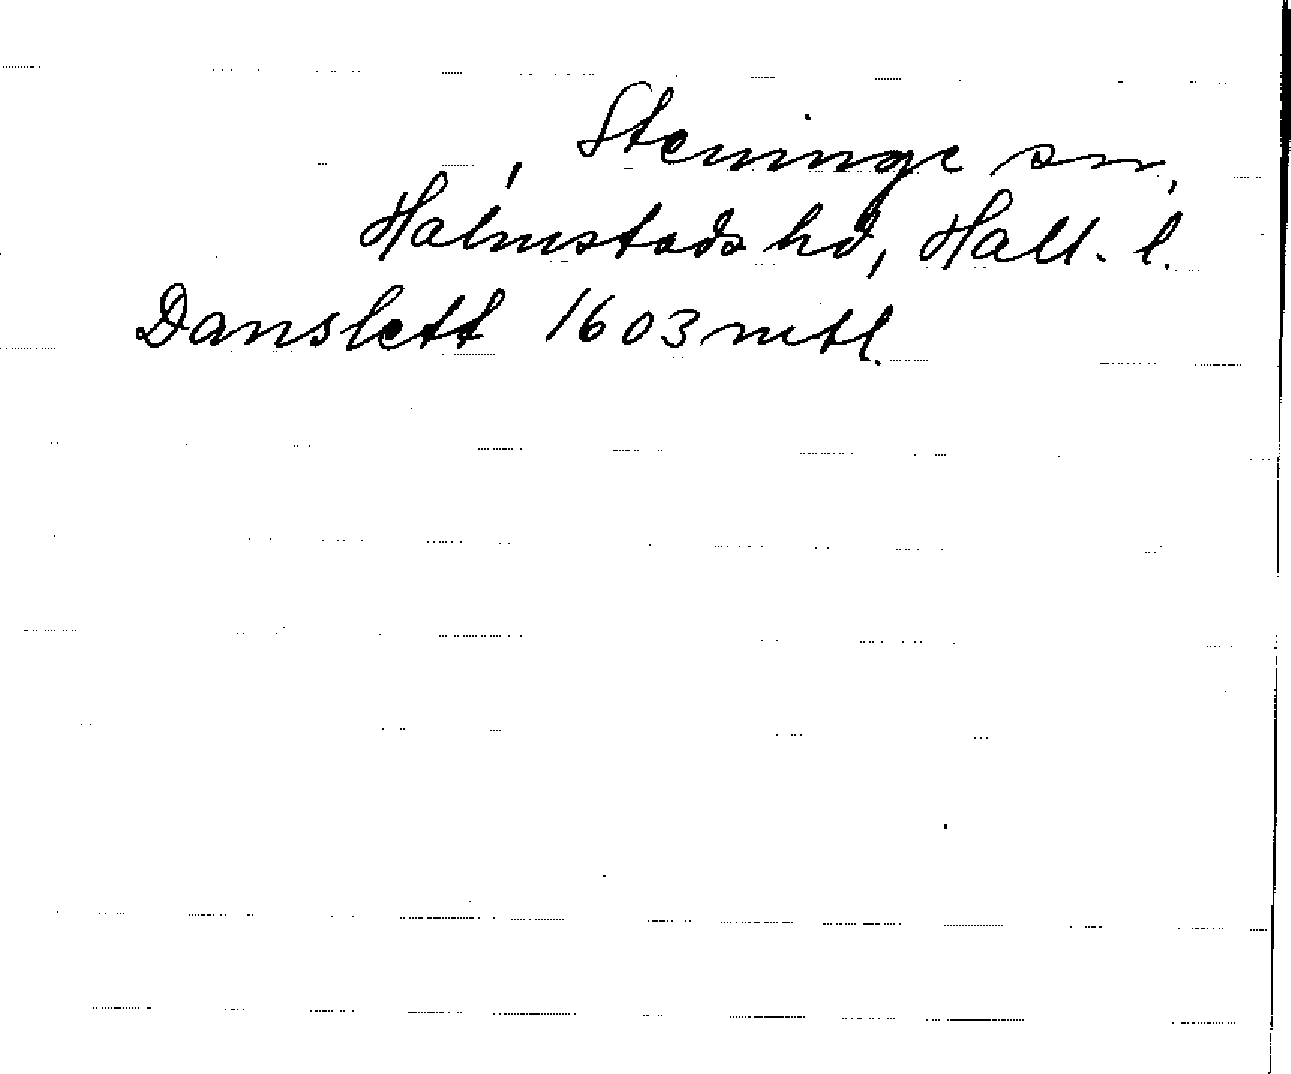 Steninge sn,
Halmstads hd, Hall. l.
Danslett 1603 mtl.